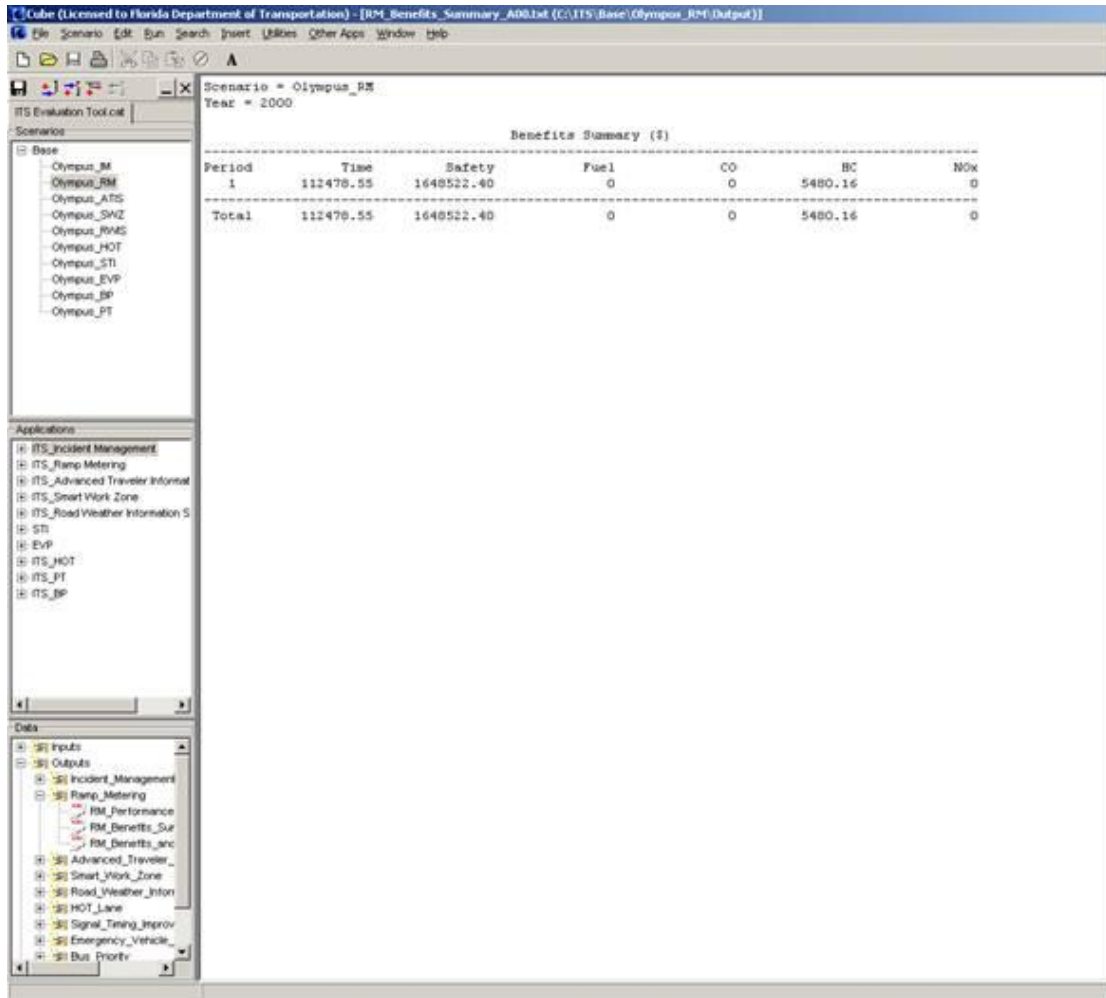 Cube (Licensed to Florida Department of Transportation) - [RM_Benefits_Summary_A00.txt (C:\ITS\Base\Olympos_RM\Output)]
File Scenario Edit Run Search Insert Utilities Other Apps Window Help
ITS Evaluation Tool.cat
Scenarios
Base
Olympus_IM
Olympus_RM
Olympus_ATIS
Olympus_SWZ
Olympus_RWIS
Olympus_HOT
Olympus_STI
Olympus_EVP
Olympus_BP
Olympus_PT
Applications
ITS_Incident Management
ITS_Ramp Metering
ITS_Advanced Traveler Informat
ITS_Smart Work Zone
ITS_Road Weather Information S
STI
EVP
ITS_HOT
ITS_PT
ITS_BP
Data
Inputs
Outputs
Incident_Management
Ramp_Metering
RM_Performance
RM_Benefits_Sur
RM_Benefits_anc
Advanced_Traveler_
Smart_Work_Zone
Road_Weather_Infor
HOT_Lane
Signal_Timing_Improv
Emergency_Vehicle_
Bus_Priority
Scenario = Olympus_RM
Year = 2000
Benefits Summary ($)
Period Time Safety Fuel CO HC NOx
1 112478.55 1648522.40 0 0 5480.16 0
Total 112478.55 1648522.40 0 0 5480.16 0